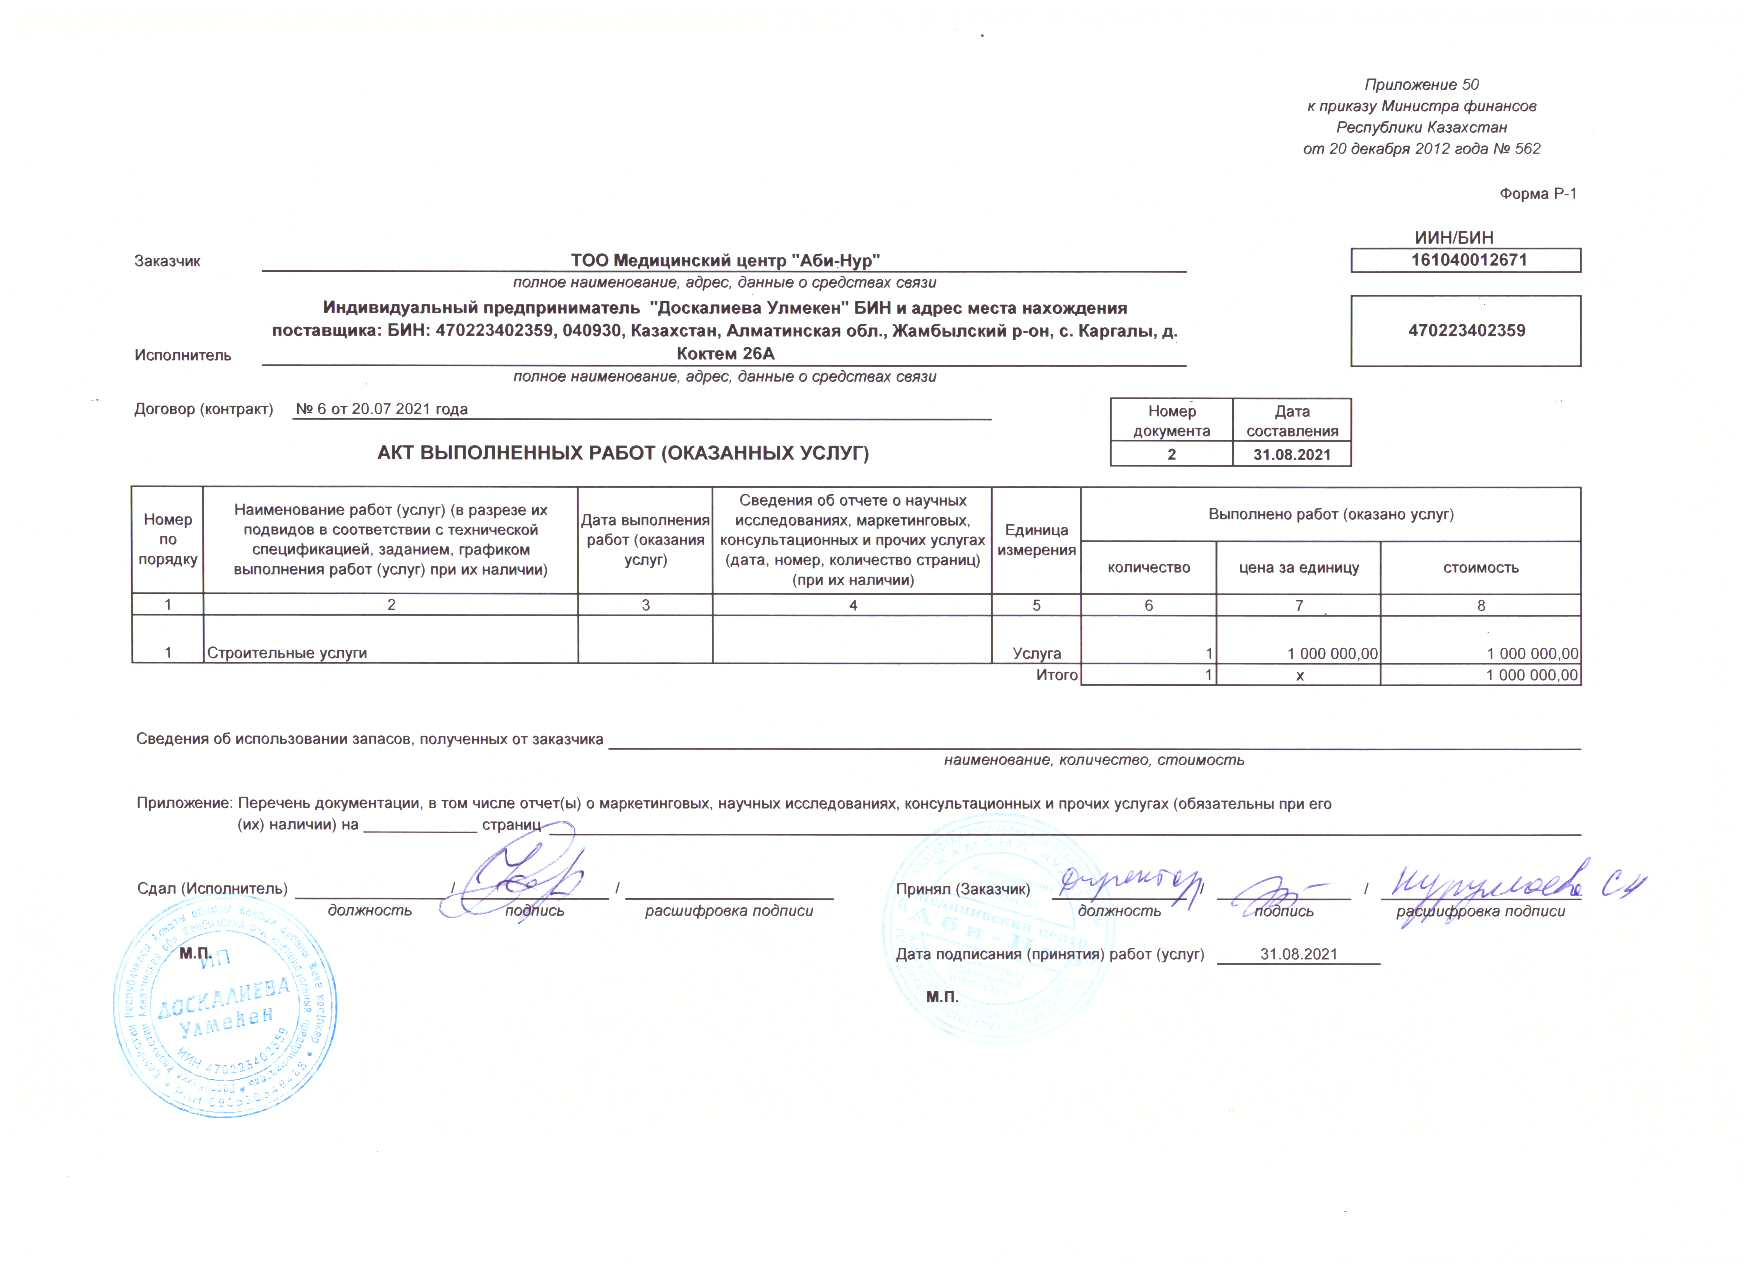 Приложение 50
к приказу Министра финансов
Республики Казахстан
от 20 декабря 2012 года № 562
Форма Р-1
ИИН/БИН
Заказчик ТОО Медицинский центр "Аби-Нур" 161040012671
полное наименование, адрес, данные о средствах связи
Индивидуальный предприниматель "Доскалиева Улмекен" БИН и адрес места нахождения
поставщика: БИН: 470223402359, 040930, Казахстан, Алматинская обл., Жамбылский р-он, с. Каргалы, д. 470223402359
Исполнитель Коктем 26А
полное наименование, адрес, данные о средствах связи
Договор (контракт) № 6 от 20.07 2021 года
Номер документа Дата составления
2 31.08.2021
АКТ ВЫПОЛНЕННЫХ РАБОТ (ОКАЗАННЫХ УСЛУГ)
Номер по порядку
Наименование работ (услуг) (в разрезе их подвидов в соответствии с технической спецификацией, заданием, графиком выполнения работ (услуг) при их наличии)
Дата выполнения работ (оказания услуг)
Сведения об отчете о научных исследованиях, маркетинговых, консультационных и прочих услугах (дата, номер, количество страниц) (при их наличии)
Единица измерения
Выполнено работ (оказано услуг)
количество цена за единицу стоимость
1 2 3 4 5 6 7 8
1 Строительные услуги Услуга 1 1 000 000,00 1 000 000,00
Итого 1 х 1 000 000,00
Сведения об использовании запасов, полученных от заказчика
наименование, количество, стоимость
Приложение: Перечень документации, в том числе отчет(ы) о маркетинговых, научных исследованиях, консультационных и прочих услугах (обязательны при его
(их) наличии) на ______________ страниц
Сдал (Исполнитель) / /
должность подпись расшифровка подписи
Принял (Заказчик) Директор / /
должность подпись расшифровка подписи
М.П.
Дата подписания (принятия) работ (услуг) 31.08.2021
М.П.
ИП
ДОСКАЛИЕВА
Улмекен
ИИН 470223402359
Медицинский центр
Аби-Н